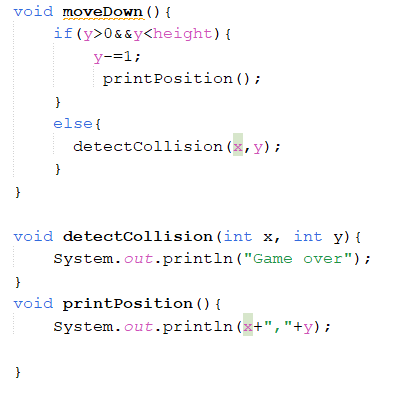 void moveDown(){
    if(y>0&&y<height){
        y-=1;
         printPosition();
    }
    else{
      detectCollision(x,y);
    }
}

void detectCollision(int x, int y){
    System.out.println("Game over");
}
void printPosition(){
    System.out.println(x+","+y);

}